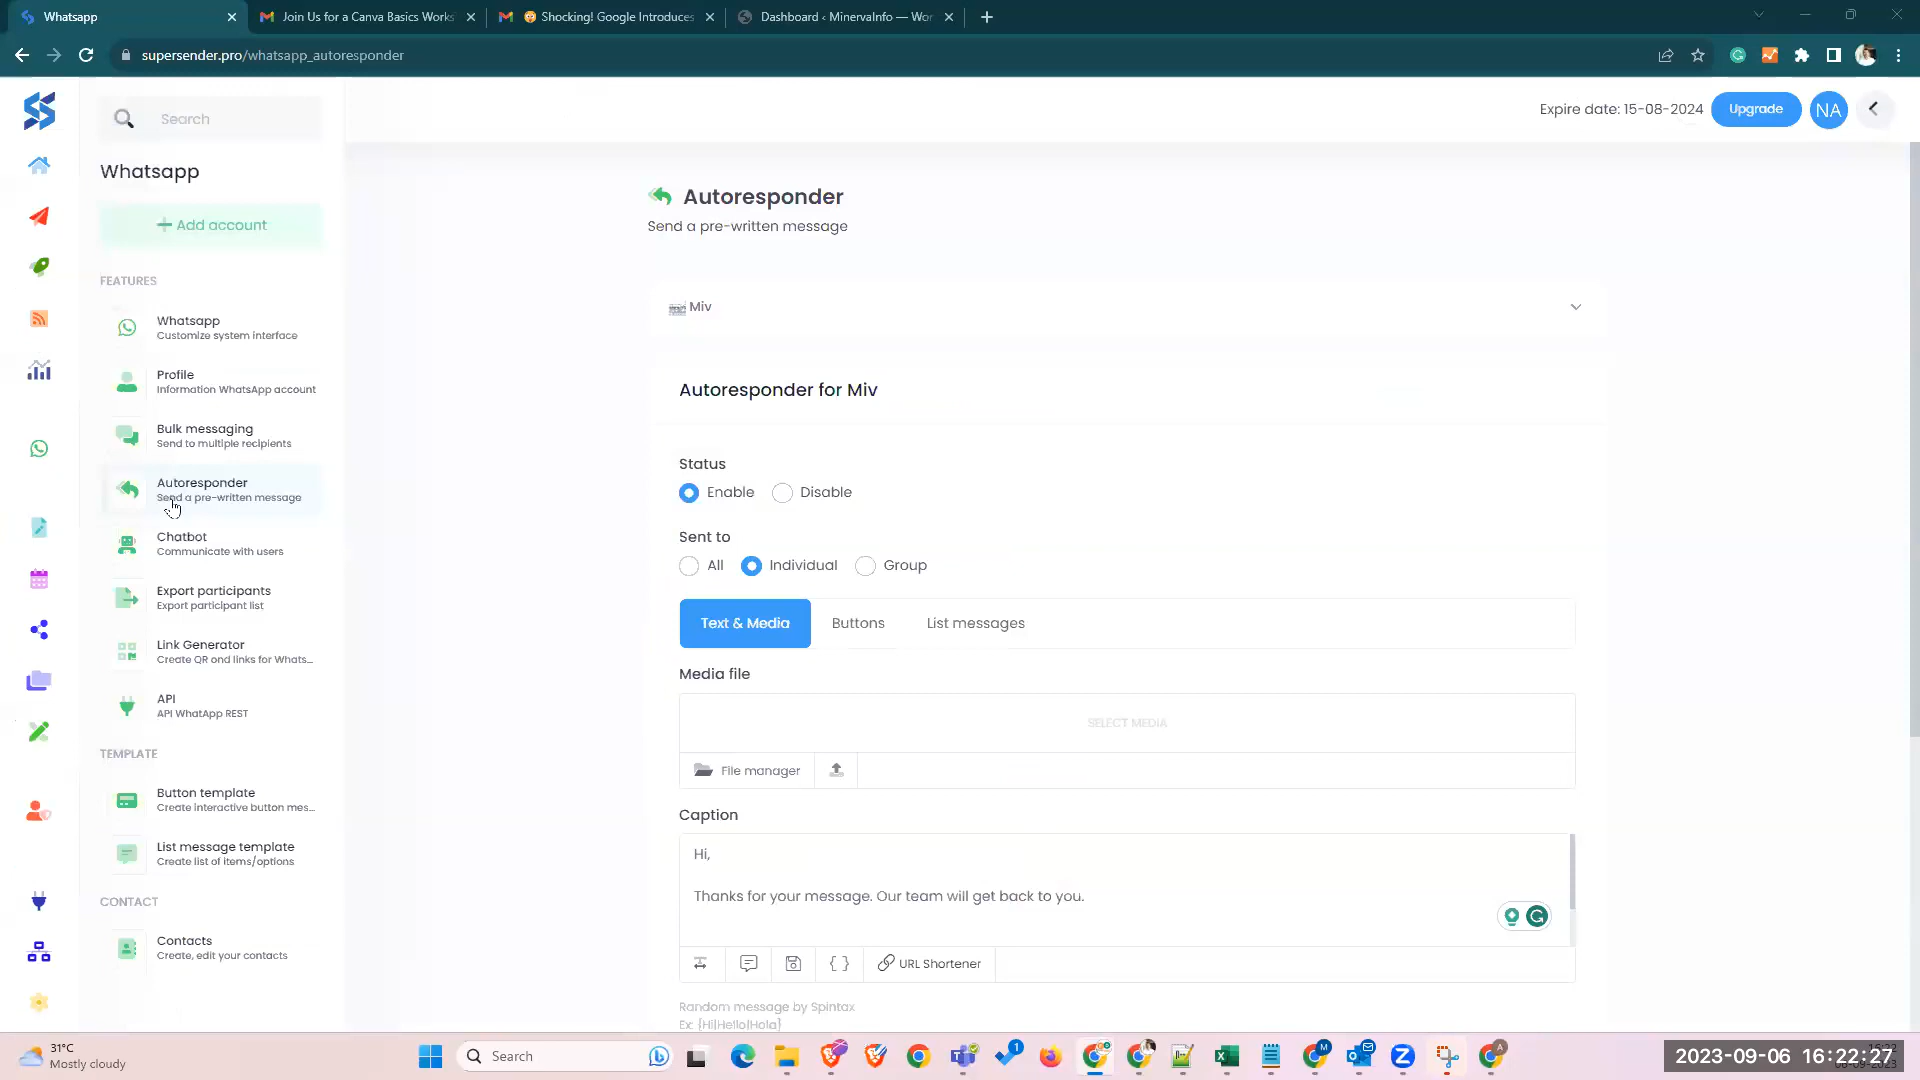 Whatsapp
Join Us for a Canva Basics Works
Shocking! Google Introduces
Dashboard ‹ MinervaInfo — Wor
supersender.pro/whatsapp_autoresponder
Search
Expire date: 15-08-2024
Upgrade
NA
Whatsapp
+ Add account
FEATURES
Whatsapp
Customize system interface
Profile
Information WhatsApp account
Bulk messaging
Send to multiple recipients
Autoresponder
Send a pre-written message
Chatbot
Communicate with users
Export participants
Export participant list
Link Generator
Create QR and links for Whats...
API
API WhatApp REST
TEMPLATE
Button template
Create interactive button mes...
List message template
Create list of items/options
CONTACT
Contacts
Create, edit your contacts
Autoresponder
Send a pre-written message
Miv
Autoresponder for Miv
Status
Enable
Disable
Sent to
All
Individual
Group
Text & Media
Buttons
List messages
Media file
SELECT MEDIA
File manager
Caption
Hi,
Thanks for your message. Our team will get back to you.
{ }
URL Shortener
Random message by Spintax
Ex: {Hi|Hello|Hola}
31°C
Mostly cloudy
Search
1
2023-09-06 16:22:27